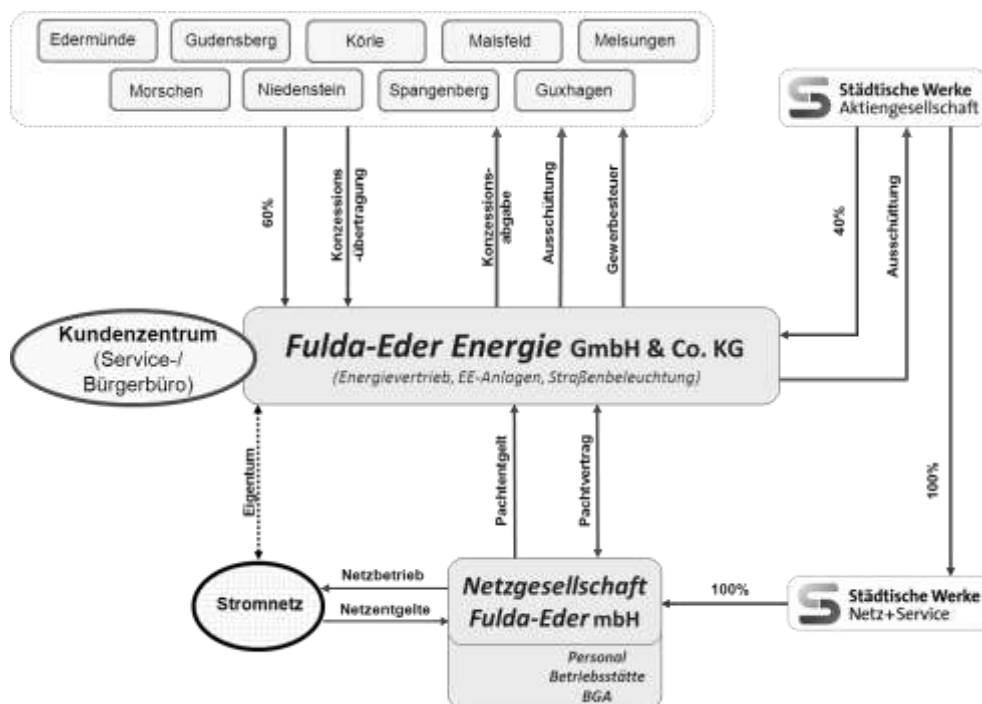 Edermünde
Gudensberg
Körle
Malsfeld
Melsungen
Morschen
Niedenstein
Spangenberg
Guxhagen
Städtische Werke
Aktiengesellschaft
60%
Konzessions
-übertragung
Konzessions-
abgabe
Ausschüttung
Gewerbesteuer
40%
Ausschüttung
Kundenzentrum
(Service-/
Bürgerbüro)
Fulda-Eder Energie GmbH & Co. KG
(Energievertrieb, EE-Anlagen, Straßenbeleuchtung)
100%
Eigentum
Pachtentgelt
Pachtvertrag
Stromnetz
Netzbetrieb
Netzentgelte
Netzgesellschaft
Fulda-Eder mbH
100%
Städtische Werke
Netz+Service
Personal
Betriebsstätte
BGA